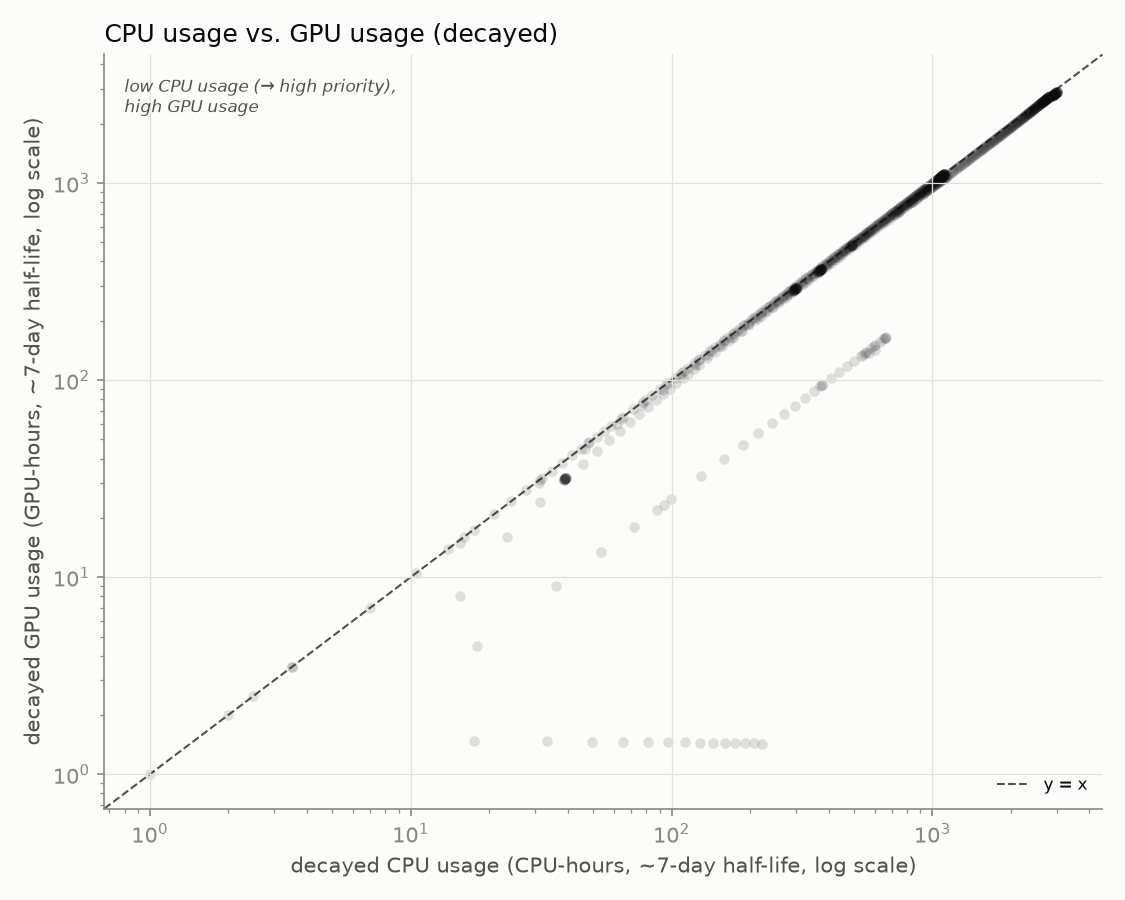 CPU usage vs. GPU usage (decayed)
low CPU usage (→ high priority),
high GPU usage
decayed GPU usage (GPU-hours, ~7-day half-life, log scale)
10³
10²
10¹
10⁰
y = x
10⁰ 10¹ 10² 10³
decayed CPU usage (CPU-hours, ~7-day half-life, log scale)